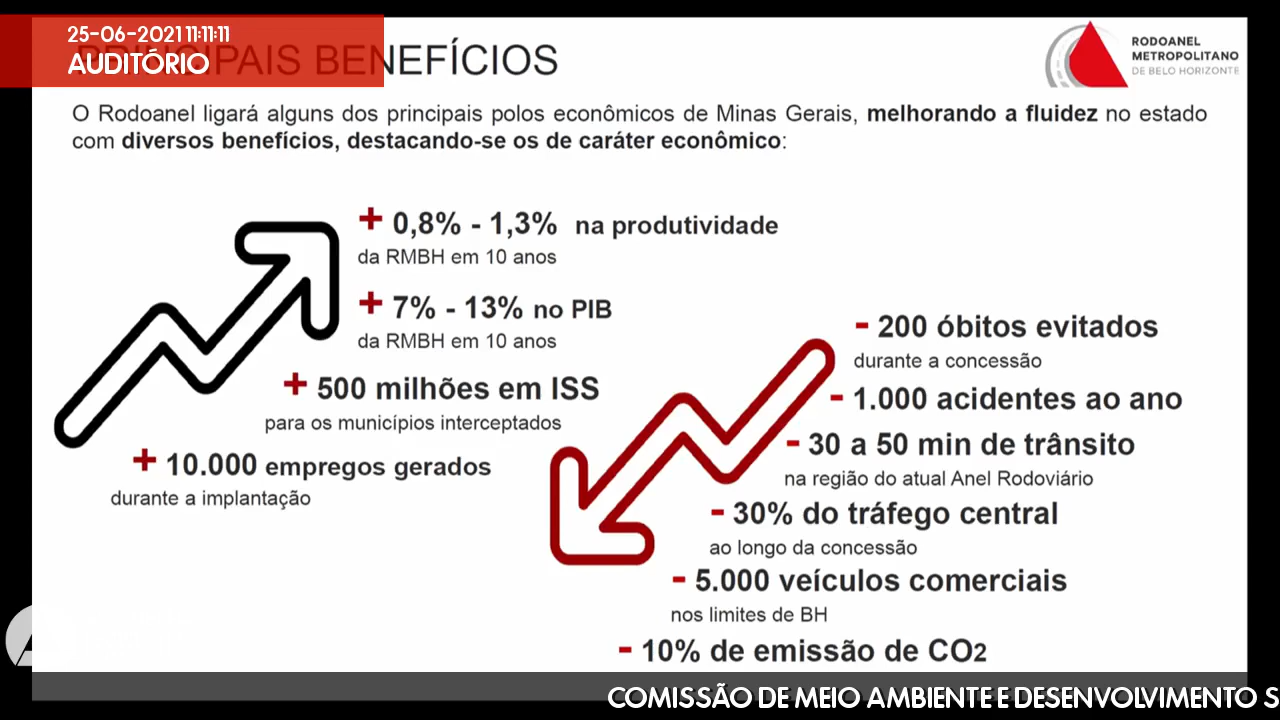 25-06-2021 11:11:11
AUDITÓRIO
PRINCIPAIS BENEFÍCIOS
RODOANEL
METROPOLITANO
DE BELO HORIZONTE
O Rodoanel ligará alguns dos principais polos econômicos de Minas Gerais, melhorando a fluidez no estado
com diversos benefícios, destacando-se os de caráter econômico:
+ 0,8% - 1,3% na produtividade
da RMBH em 10 anos
+ 7% - 13% no PIB
da RMBH em 10 anos
+ 500 milhões em ISS
para os municípios interceptados
+ 10.000 empregos gerados
durante a implantação
- 200 óbitos evitados
durante a concessão
- 1.000 acidentes ao ano
- 30 a 50 min de trânsito
na região do atual Anel Rodoviário
- 30% do tráfego central
ao longo da concessão
- 5.000 veículos comerciais
nos limites de BH
- 10% de emissão de CO2
COMISSÃO DE MEIO AMBIENTE E DESENVOLVIMENTO S